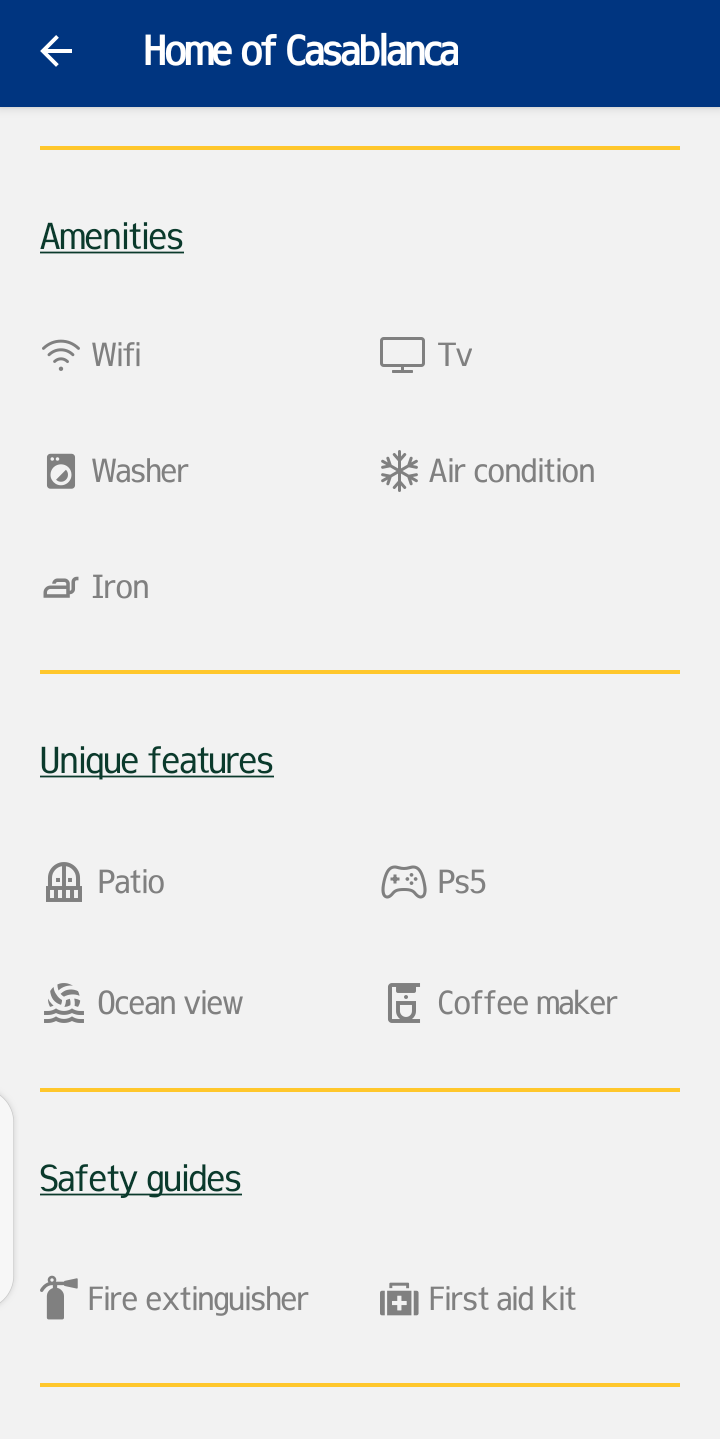 Home of Casablanca
Amenities
Wifi
Tv
Washer
Air condition
Iron
Unique features
Patio
Ps5
Ocean view
Coffee maker
Safety guides
Fire extinguisher
First aid kit